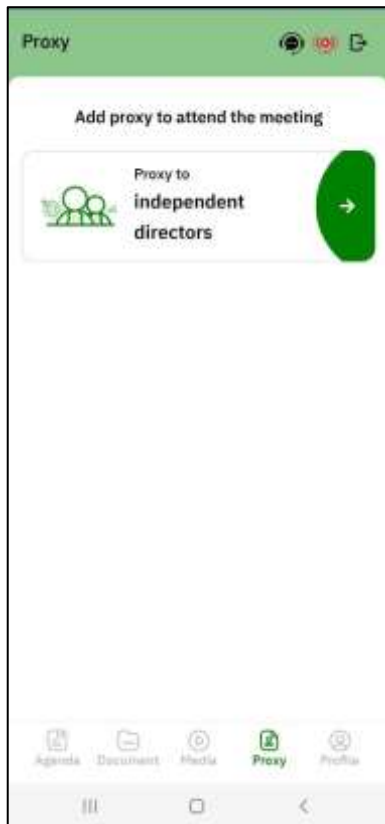 Proxy
Add proxy to attend the meeting
Proxy to
independent
directors
Agenda Document Media Proxy Profile